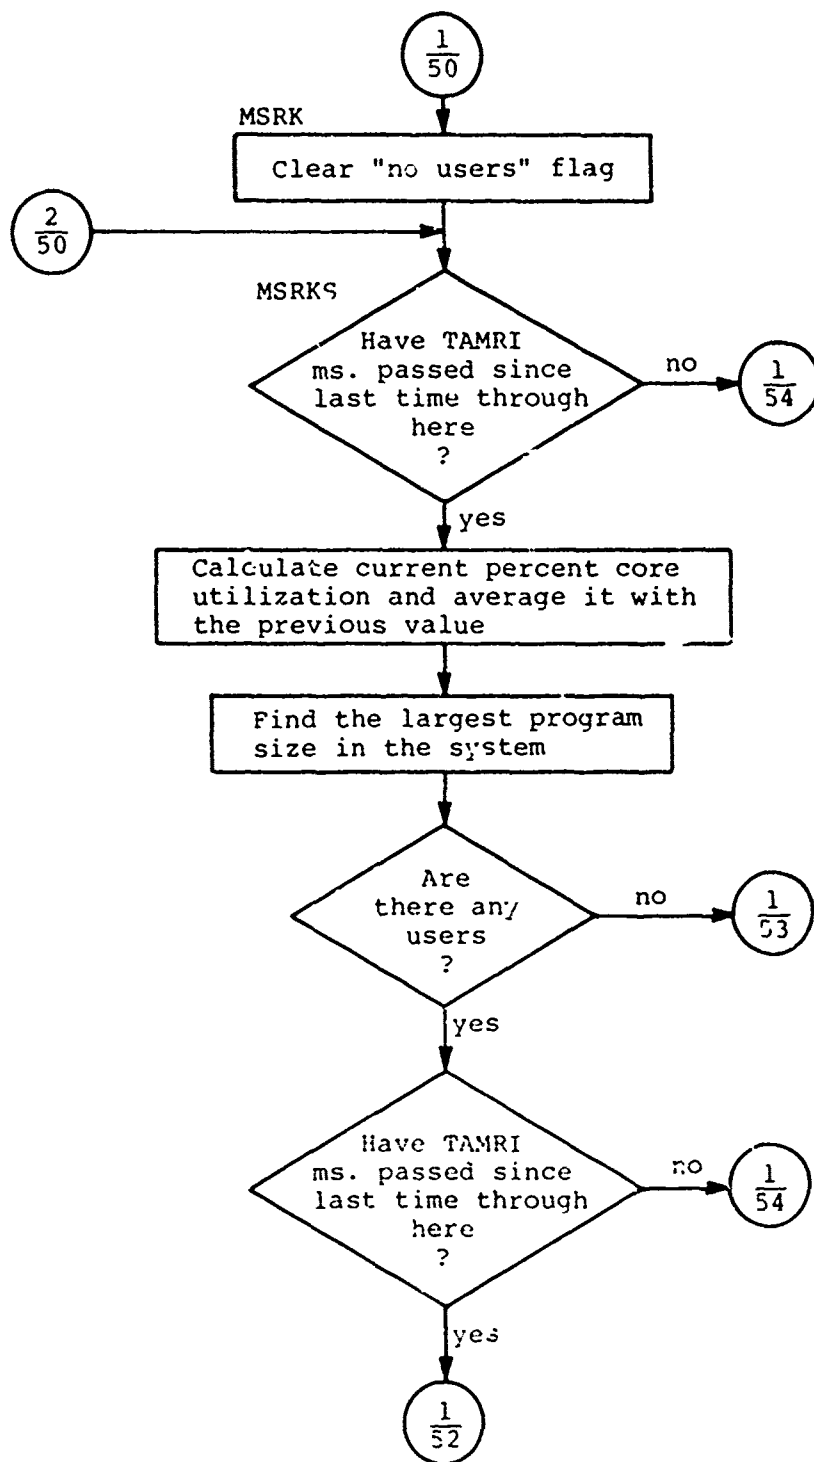 1
50
MSRK
Clear "no users" flag
2
50
MSRKS
Have TAMRI
ms. passed since
last time through
here
?
no
1
54
yes
Calculate current percent core
utilization and average it with
the previous value
Find the largest program
size in the system
Are
there any
users
?
no
1
53
yes
Have TAMRI
ms. passed since
last time through
here
?
no
1
54
yes
1
52